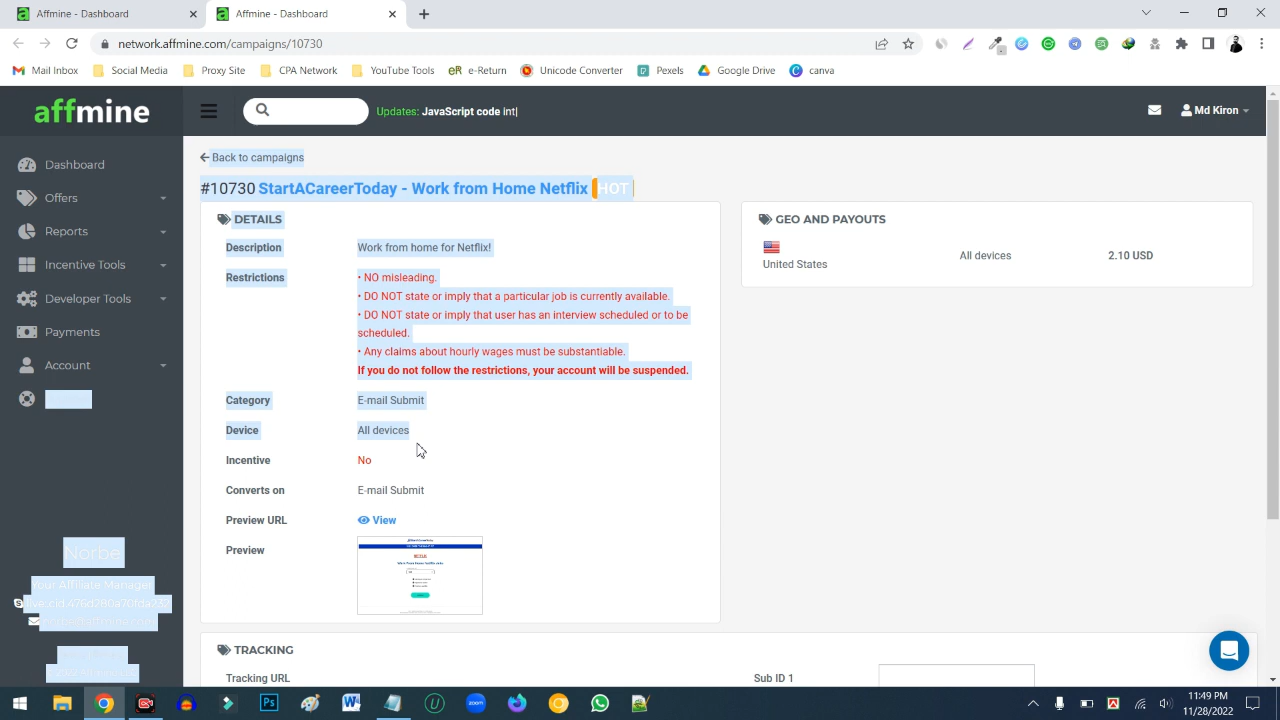 Affmine - Dashboard
Affmine - Dashboard
network.affmine.com/campaigns/10730
Mail Inbox
Social Media
Proxy Site
CPA Network
YouTube Tools
eR e-Return
Unicode Converter
Pexels
Google Drive
canva
affmine
Updates: JavaScript code int
Md Kiron
Dashboard
Offers
Reports
Incentive Tools
Developer Tools
Payments
Account
Norbe
Your Affiliate Manager
Back to campaigns
#10730 StartACareerToday - Work from Home Netflix HOT
DETAILS
Description Work from home for Netflix!
Restrictions • NO misleading.
• DO NOT state or imply that a particular job is currently available.
• DO NOT state or imply that user has an interview scheduled or to be
scheduled.
• Any claims about hourly wages must be substantiable.
If you do not follow the restrictions, your account will be suspended.
Category E-mail Submit
Device All devices
Incentive No
Converts on E-mail Submit
Preview URL View
Preview
GEO AND PAYOUTS
United States All devices 2.10 USD
TRACKING
Tracking URL Sub ID 1
11:49 PM
11/28/2022